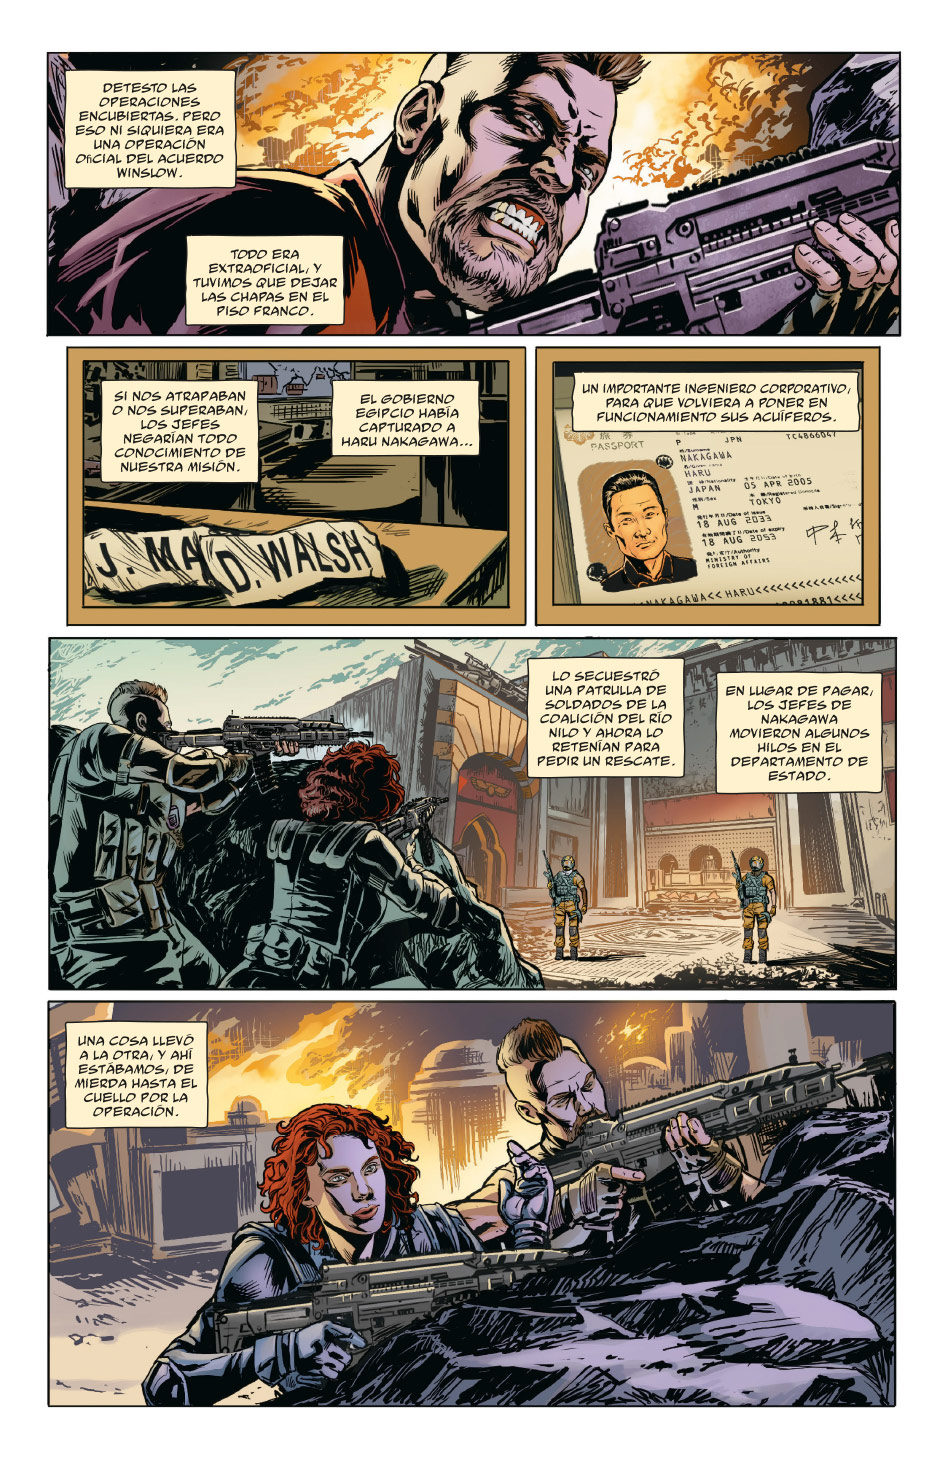 DETESTO LAS
OPERACIONES
ENCUBIERTAS. PERO
ESO NI SIQUIERA ERA
UNA OPERACIÓN
OFICIAL DEL ACUERDO
WINSLOW.
TODO ERA
EXTRAOFICIAL, Y
TUVIMOS QUE DEJAR
LAS CHAPAS EN EL
PISO FRANCO.
SI NOS ATRAPABAN
O NOS SUPERABAN,
LOS JEFES
NEGARÍAN TODO
CONOCIMIENTO DE
NUESTRA MISIÓN.
EL GOBIERNO
EGIPCIO HABÍA
CAPTURADO A
HARU NAKAGAWA...
J. MA
D. WALSH
UN IMPORTANTE INGENIERO CORPORATIVO,
PARA QUE VOLVIERA A PONER EN
FUNCIONAMIENTO SUS ACUÍFEROS.
PASSPORT
P JPN TC4866047
NAKAGAWA
HARU
JAPAN 05 APR 2005
M TOKYO
18 AUG 2033
18 AUG 2053
MINISTRY OF
FOREIGN AFFAIRS
NAKAGAWA<<HARU<<<<<<<<<<<<<<
LO SECUESTRÓ
UNA PATRULLA DE
SOLDADOS DE LA
COALICIÓN DEL RÍO
NILO Y AHORA LO
RETENÍAN PARA
PEDIR UN RESCATE.
EN LUGAR DE PAGAR,
LOS JEFES DE
NAKAGAWA
MOVIERON ALGUNOS
HILOS EN EL
DEPARTAMENTO DE
ESTADO.
UNA COSA LLEVÓ
A LA OTRA, Y AHÍ
ESTÁBAMOS, DE
MIERDA HASTA EL
CUELLO POR LA
OPERACIÓN.